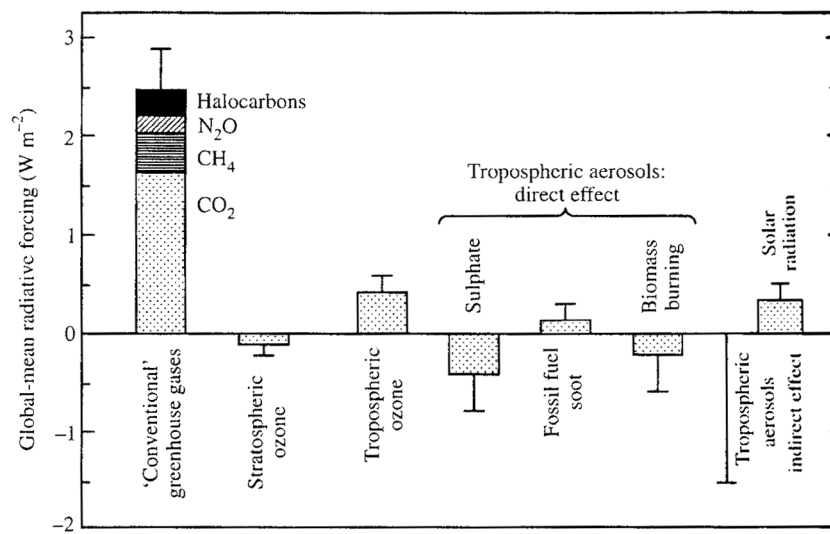 Global-mean radiative forcing (W m⁻²)
3
2
1
0
−1
−2
Halocarbons
N₂O
CH₄
CO₂
Tropospheric aerosols:
direct effect
Sulphate
Biomass
burning
Solar
radiation
'Conventional'
greenhouse gases
Stratospheric
ozone
Tropospheric
ozone
Fossil fuel
soot
Tropospheric
aerosols
indirect effect